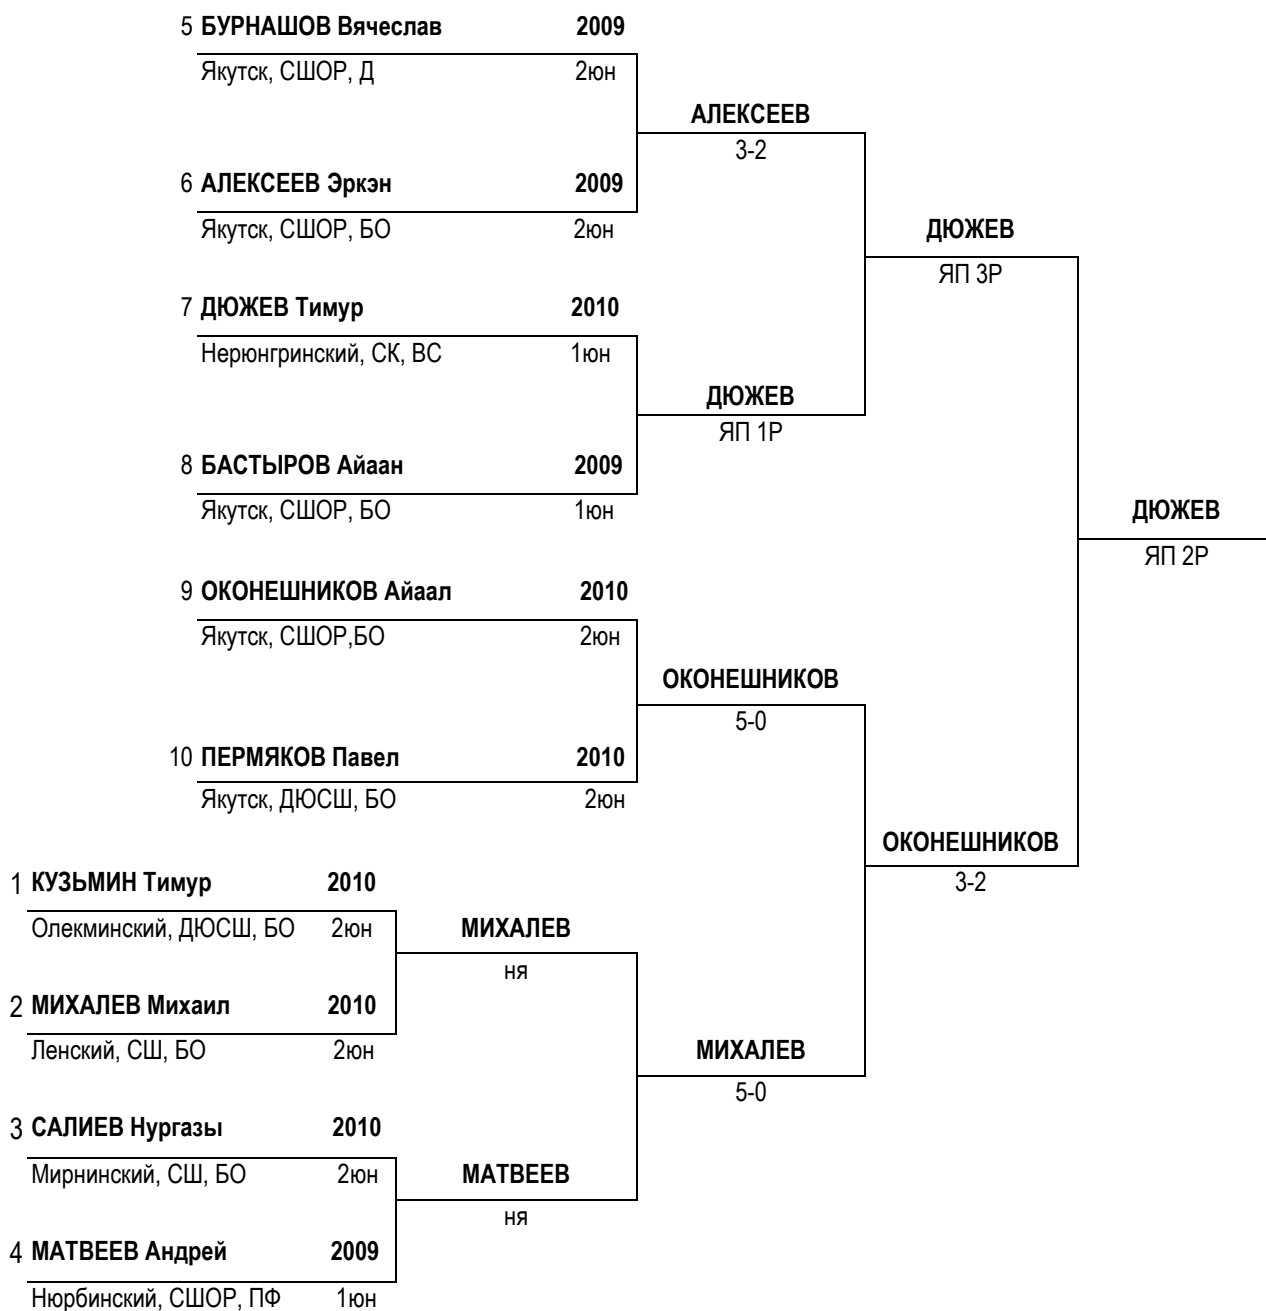 5 БУРНАШОВ Вячеслав 2009
Якутск, СШОР, Д 2юн
АЛЕКСЕЕВ
3-2
6 АЛЕКСЕЕВ Эркэн 2009
Якутск, СШОР, БО 2юн
ДЮЖЕВ
ЯП 3Р
7 ДЮЖЕВ Тимур 2010
Нерюнгринский, СК, ВС 1юн
ДЮЖЕВ
ЯП 1Р
8 БАСТЫРОВ Айаан 2009
Якутск, СШОР, БО 1юн
ДЮЖЕВ
ЯП 2Р
9 ОКОНЕШНИКОВ Айаал 2010
Якутск, СШОР,БО 2юн
ОКОНЕШНИКОВ
5-0
10 ПЕРМЯКОВ Павел 2010
Якутск, ДЮСШ, БО 2юн
ОКОНЕШНИКОВ
3-2
1 КУЗЬМИН Тимур 2010
Олекминский, ДЮСШ, БО 2юн
МИХАЛЕВ
ня
2 МИХАЛЕВ Михаил 2010
Ленский, СШ, БО 2юн
МИХАЛЕВ
5-0
3 САЛИЕВ Нургазы 2010
Мирнинский, СШ, БО 2юн
МАТВЕЕВ
ня
4 МАТВЕЕВ Андрей 2009
Нюрбинский, СШОР, ПФ 1юн